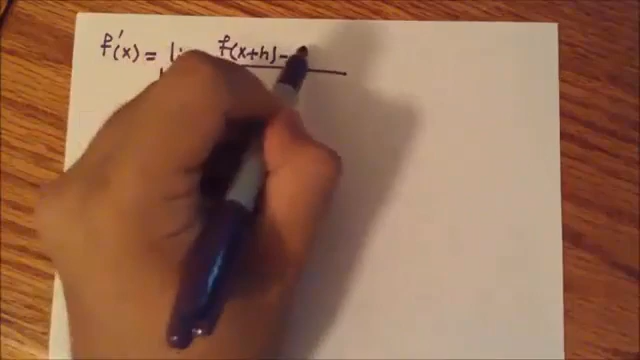 f'(x) = li f(x+h)-